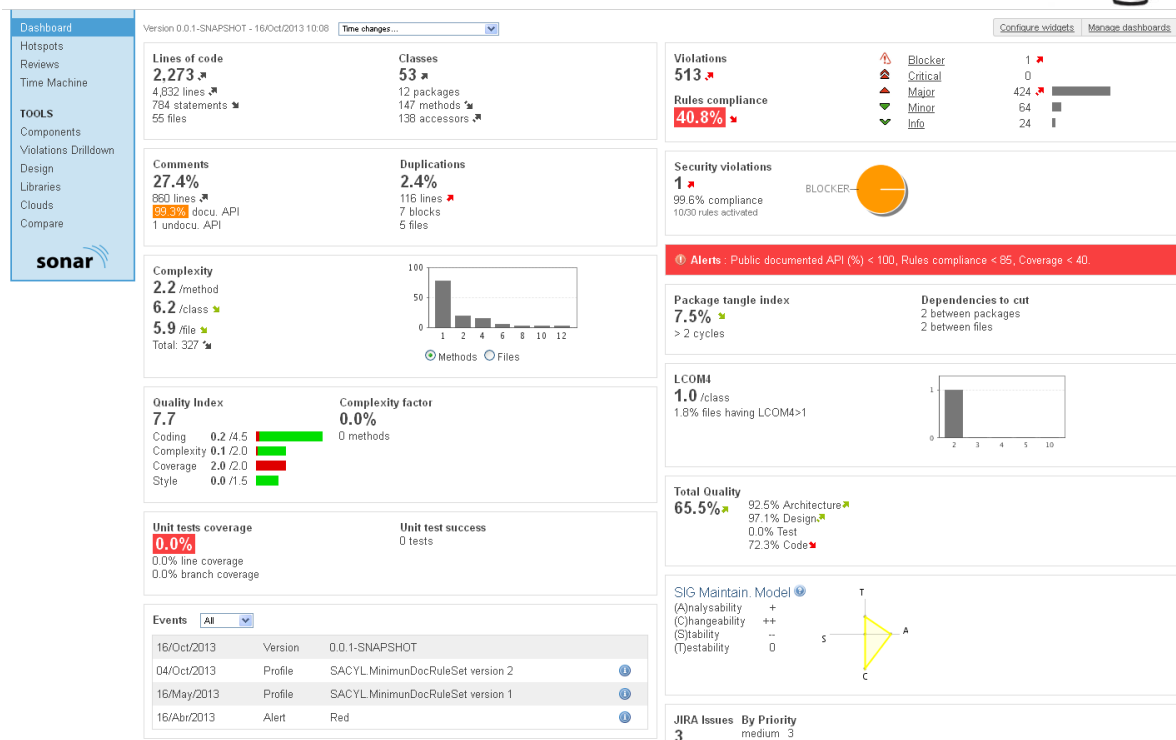 Dashboard
Hotspots
Reviews
Time Machine
TOOLS
Components
Violations Drilldown
Design
Libraries
Clouds
Compare
sonar
Version 0.0.1-SNAPSHOT - 16/Oct/2013 10:08 Time changes...
Configure widgets Manage dashboards
Lines of code
2,273
4,832 lines
784 statements
55 files
Classes
53
12 packages
147 methods
138 accessors
Comments
27.4%
860 lines
99.3% docu. API
1 undocu. API
Duplications
2.4%
116 lines
7 blocks
5 files
Complexity
2.2 /method
6.2 /class
5.9 /file
Total: 327
100
50
0
1 2 4 6 8 10 12
Methods Files
Quality Index
7.7
Coding 0.2 /4.5
Complexity 0.1 /2.0
Coverage 2.0 /2.0
Style 0.0 /1.5
Complexity factor
0.0%
0 methods
Unit tests coverage
0.0%
0.0% line coverage
0.0% branch coverage
Unit test success
0 tests
Events All
16/Oct/2013 Version 0.0.1-SNAPSHOT
04/Oct/2013 Profile SACYL.MinimunDocRuleSet version 2
16/May/2013 Profile SACYL.MinimunDocRuleSet version 1
16/Abr/2013 Alert Red
Violations
513
Rules compliance
40.8%
Blocker 1
Critical 0
Major 424
Minor 64
Info 24
Security violations
1
99.6% compliance
10/30 rules activated
BLOCKER
Alerts : Public documented API (%) < 100, Rules compliance < 85, Coverage < 40.
Package tangle index
7.5%
> 2 cycles
Dependencies to cut
2 between packages
2 between files
LCOM4
1.0 /class
1.8% files having LCOM4>1
1
0
2 3 4 5 10
Total Quality
65.5%
92.5% Architecture
97.1% Design
0.0% Test
72.3% Code
SIG Maintain. Model
(A)nalysability +
(C)hangeability ++
(S)tability --
(T)estability 0
T
A
S
C
JIRA Issues
3
By Priority
medium 3